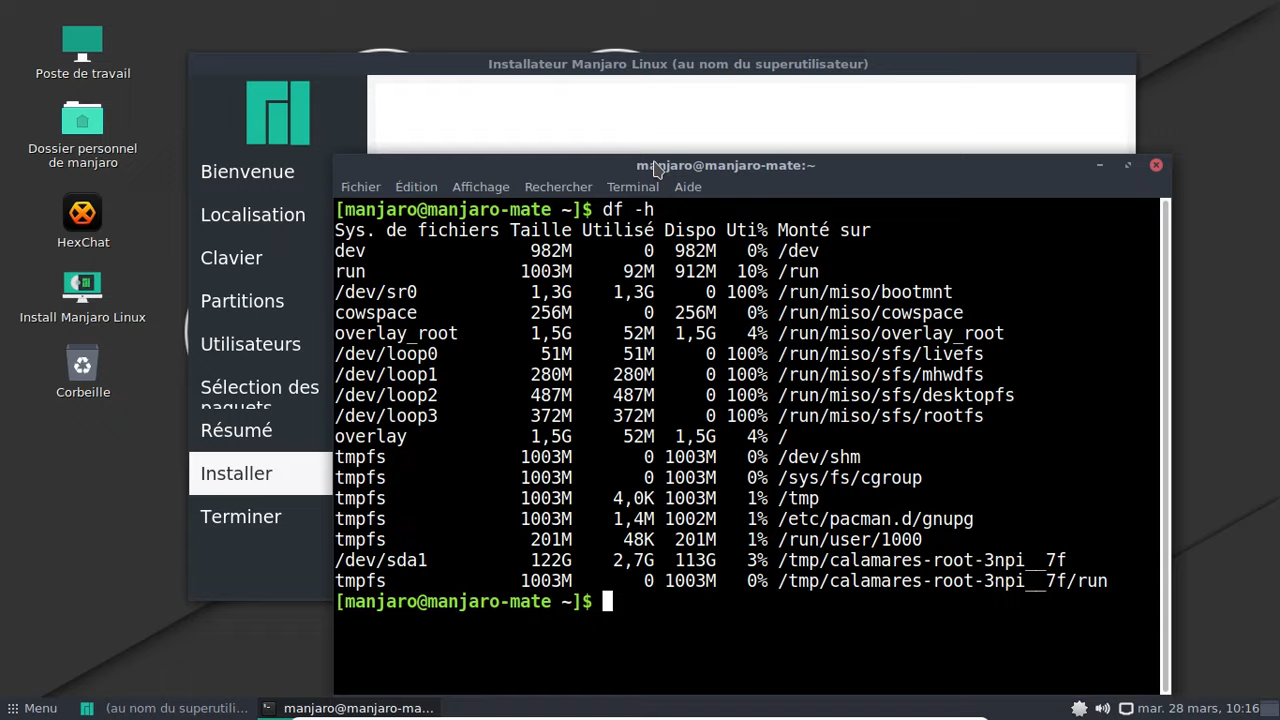 Poste de travail
Dossier personnel
de manjaro
HexChat
Install Manjaro Linux
Corbeille
Installateur Manjaro Linux (au nom du superutilisateur)
Bienvenue
Localisation
Clavier
Partitions
Utilisateurs
Sélection des
paquets
Résumé
Installer
Terminer
manjaro@manjaro-mate:~
Fichier Édition Affichage Rechercher Terminal Aide
[manjaro@manjaro-mate ~]$ df -h
Sys. de fichiers Taille Utilisé Dispo Uti% Monté sur
dev 982M 0 982M 0% /dev
run 1003M 92M 912M 10% /run
/dev/sr0 1,3G 1,3G 0 100% /run/miso/bootmnt
cowspace 256M 0 256M 0% /run/miso/cowspace
overlay_root 1,5G 52M 1,5G 4% /run/miso/overlay_root
/dev/loop0 51M 51M 0 100% /run/miso/sfs/livefs
/dev/loop1 280M 280M 0 100% /run/miso/sfs/mhwdfs
/dev/loop2 487M 487M 0 100% /run/miso/sfs/desktopfs
/dev/loop3 372M 372M 0 100% /run/miso/sfs/rootfs
overlay 1,5G 52M 1,5G 4% /
tmpfs 1003M 0 1003M 0% /dev/shm
tmpfs 1003M 0 1003M 0% /sys/fs/cgroup
tmpfs 1003M 4,0K 1003M 1% /tmp
tmpfs 1003M 1,4M 1002M 1% /etc/pacman.d/gnupg
tmpfs 201M 48K 201M 1% /run/user/1000
/dev/sda1 122G 2,7G 113G 3% /tmp/calamares-root-3npi__7f
tmpfs 1003M 0 1003M 0% /tmp/calamares-root-3npi__7f/run
[manjaro@manjaro-mate ~]$
Menu (au nom du superutili... manjaro@manjaro-ma... mar. 28 mars, 10:16